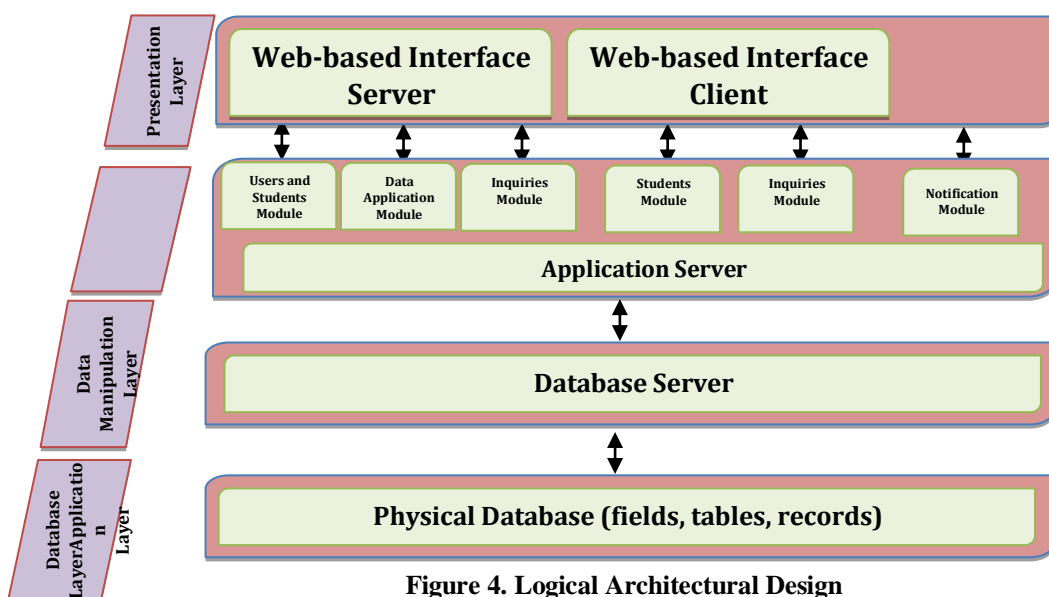 Presentation
Layer
Web-based Interface
Server
Web-based Interface
Client
Users and
Students
Module
Data
Application
Module
Inquiries
Module
Students
Module
Inquiries
Module
Notification
Module
Application Server
Data
Manipulation
Layer
Database Server
Database
LayerApplicatio
n
Layer
Physical Database (fields, tables, records)
Figure 4. Logical Architectural Design